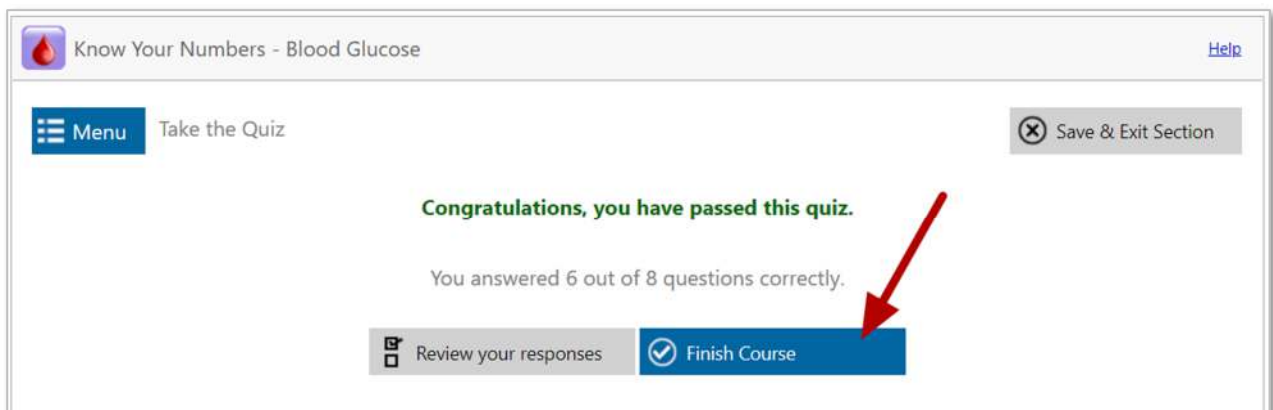 Know Your Numbers - Blood Glucose
Help
Menu
Take the Quiz
Save & Exit Section
Congratulations, you have passed this quiz.
You answered 6 out of 8 questions correctly.
Review your responses
Finish Course